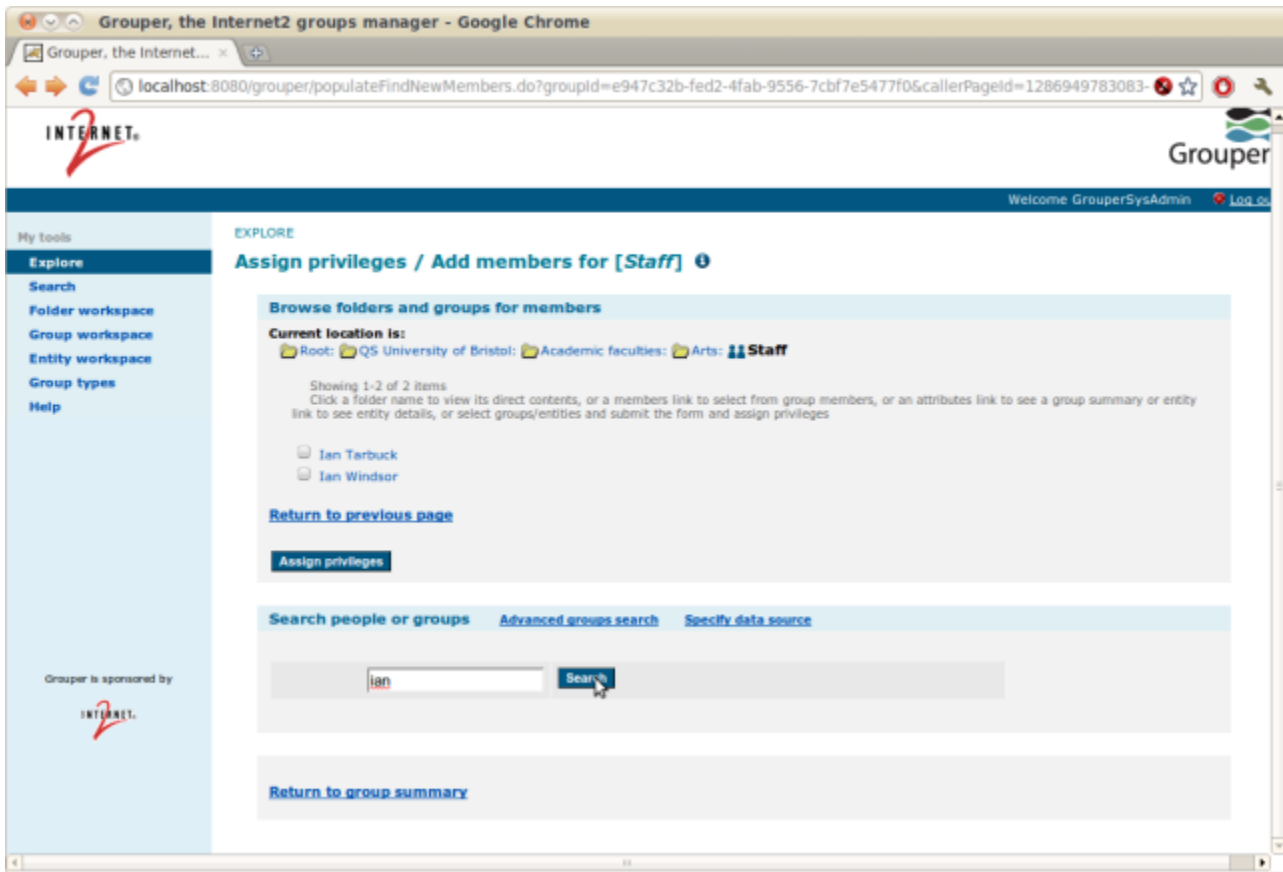 Grouper, the Internet2 groups manager - Google Chrome
Grouper, the Internet...
localhost:8080/grouper/populateFindNewMembers.do?groupId=e947c32b-fed2-4fab-9556-7cbf7e5477f0&callerPageId=1286949783083-
INTERNET® 2
Grouper
Welcome GrouperSysAdmin Log ou
My tools
Explore
Search
Folder workspace
Group workspace
Entity workspace
Group types
Help
EXPLORE
Assign privileges / Add members for [Staff]
Browse folders and groups for members
Current location is:
Root: QS University of Bristol: Academic faculties: Arts: Staff
Showing 1-2 of 2 items
Click a folder name to view its direct contents, or a members link to select from group members, or an attributes link to see a group summary or entity
link to see entity details, or select groups/entities and submit the form and assign privileges
Ian Tarbuck
Ian Windsor
Return to previous page
Assign privileges
Search people or groups Advanced groups search Specify data source
ian Search
Return to group summary
Grouper is sponsored by
INTERNET® 2